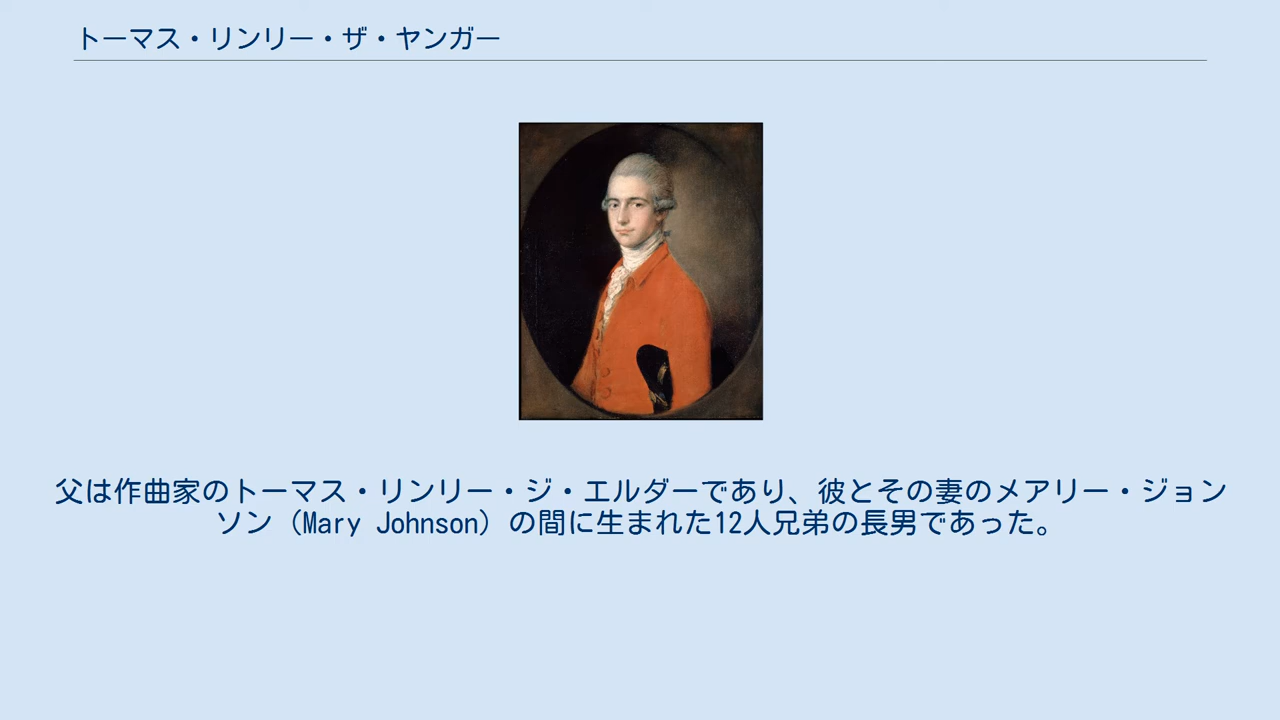 トーマス・リンリー・ザ・ヤンガー
父は作曲家のトーマス・リンリー・ジ・エルダーであり、彼とその妻のメアリー・ジョン
ソン（Mary Johnson）の間に生まれた12人兄弟の長男であった。